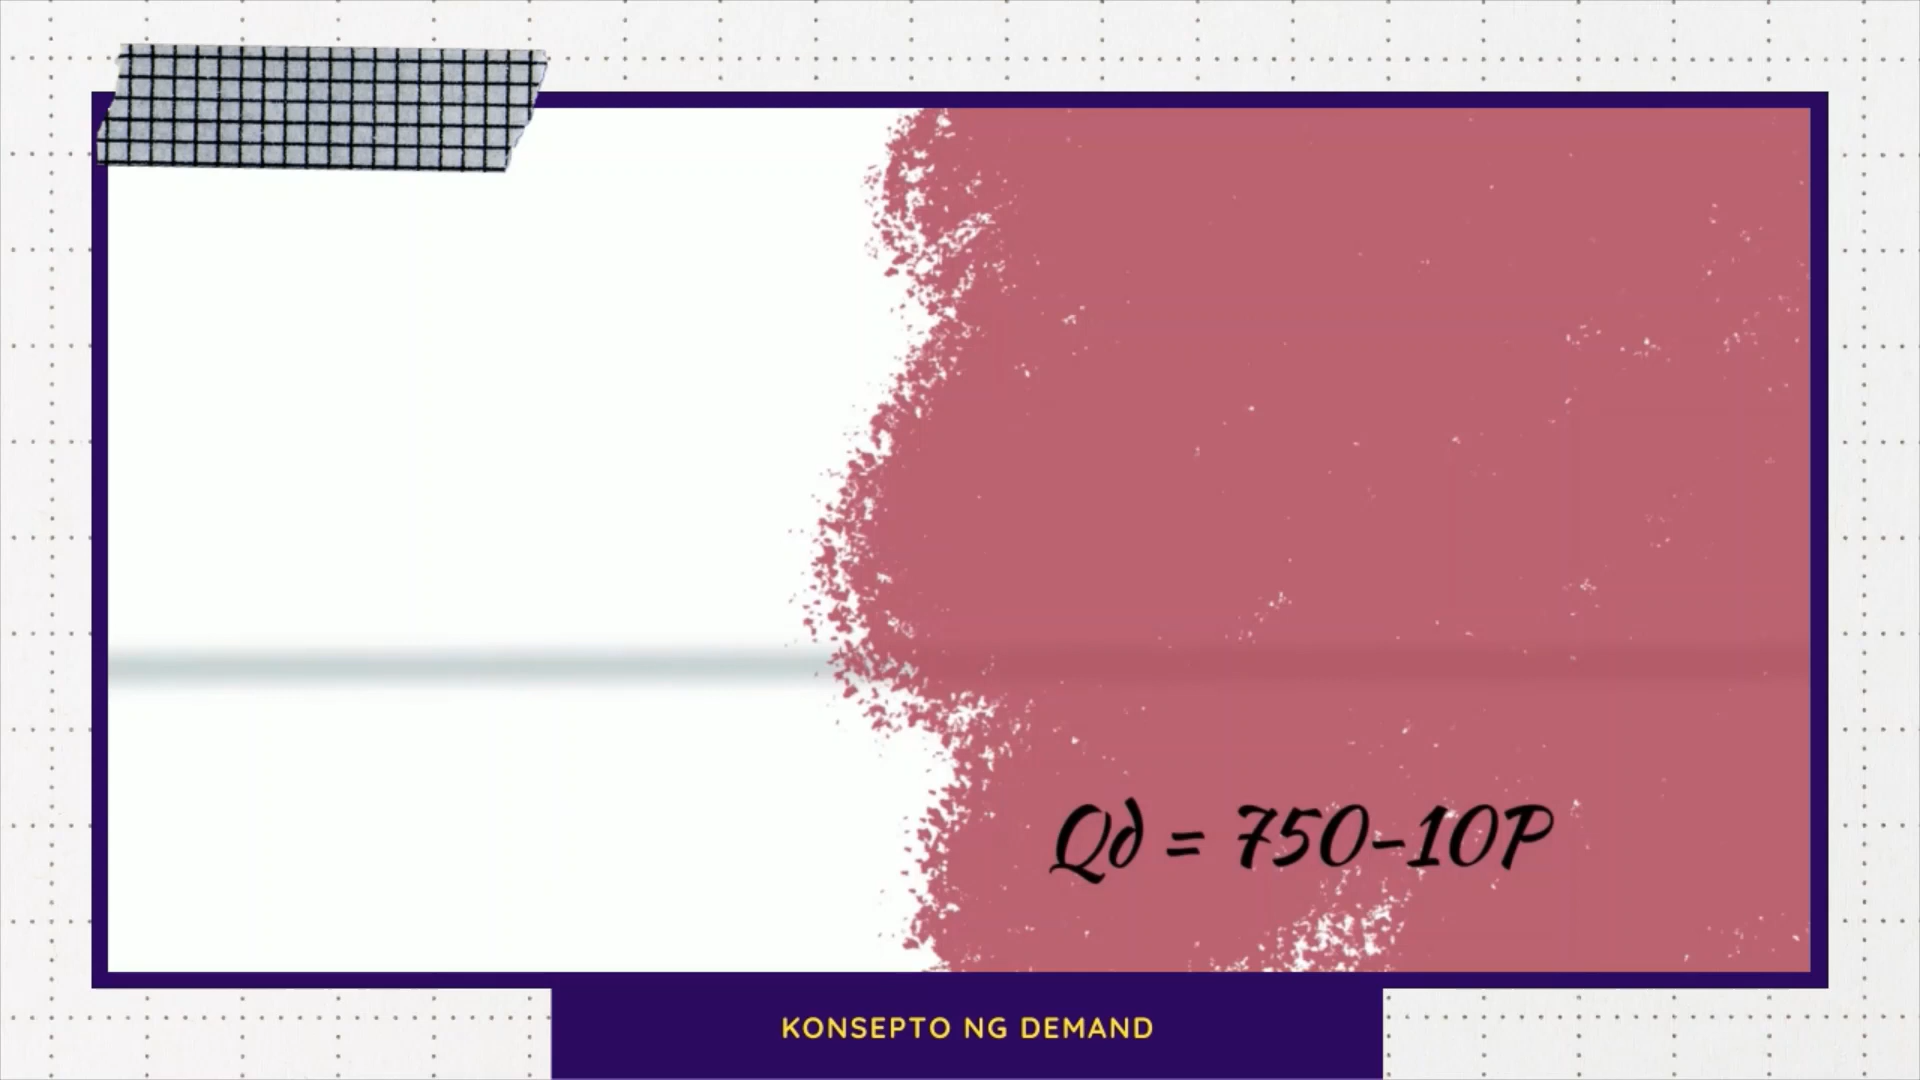 Qd = 750-10P
KONSEPTO NG DEMAND